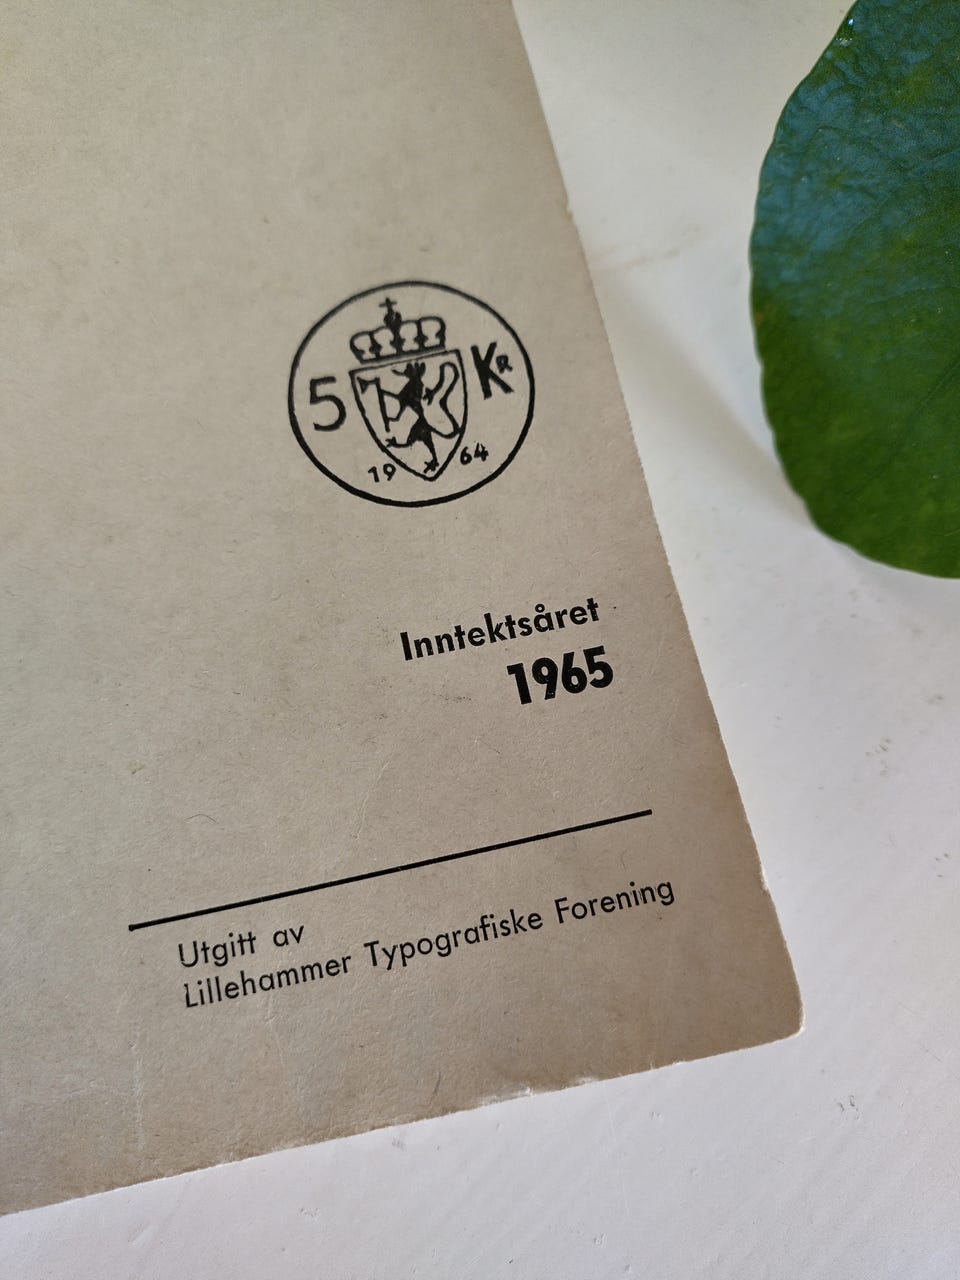 5 KR
19 64
Inntektsåret
1965
Utgitt av
Lillehammer Typografiske Forening